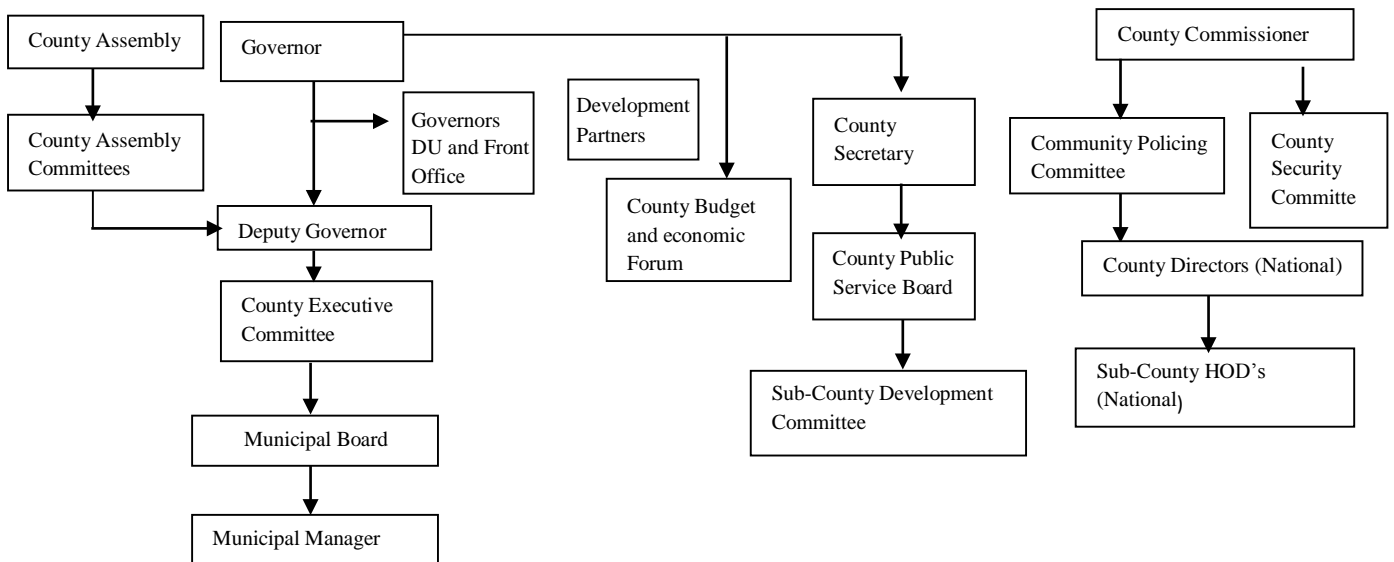 County Assembly
Governor
County Commissioner
Development
Partners
Governors
DU and Front
Office
County
Secretary
County Assembly
Committees
Community Policing
Committee
County
Security
Committe
Deputy Governor
County Budget
and economic
Forum
County Public
Service Board
County Directors (National)
County Executive
Committee
Sub-County HOD’s
(National)
Sub-County Development
Committee
Municipal Board
Municipal Manager